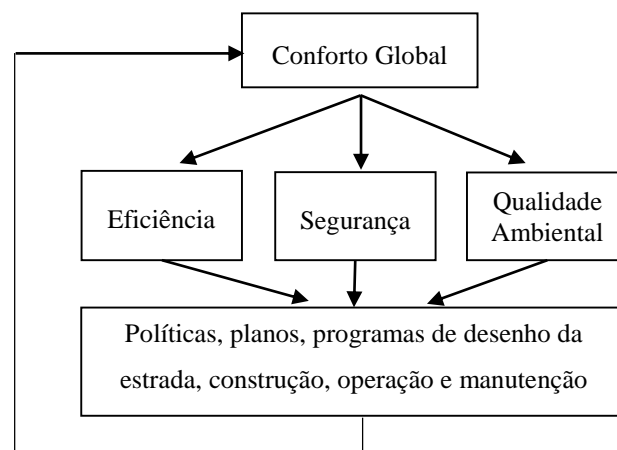 Conforto Global
Eficiência
Segurança
Qualidade
Ambiental
Políticas, planos, programas de desenho da
estrada, construção, operação e manutenção